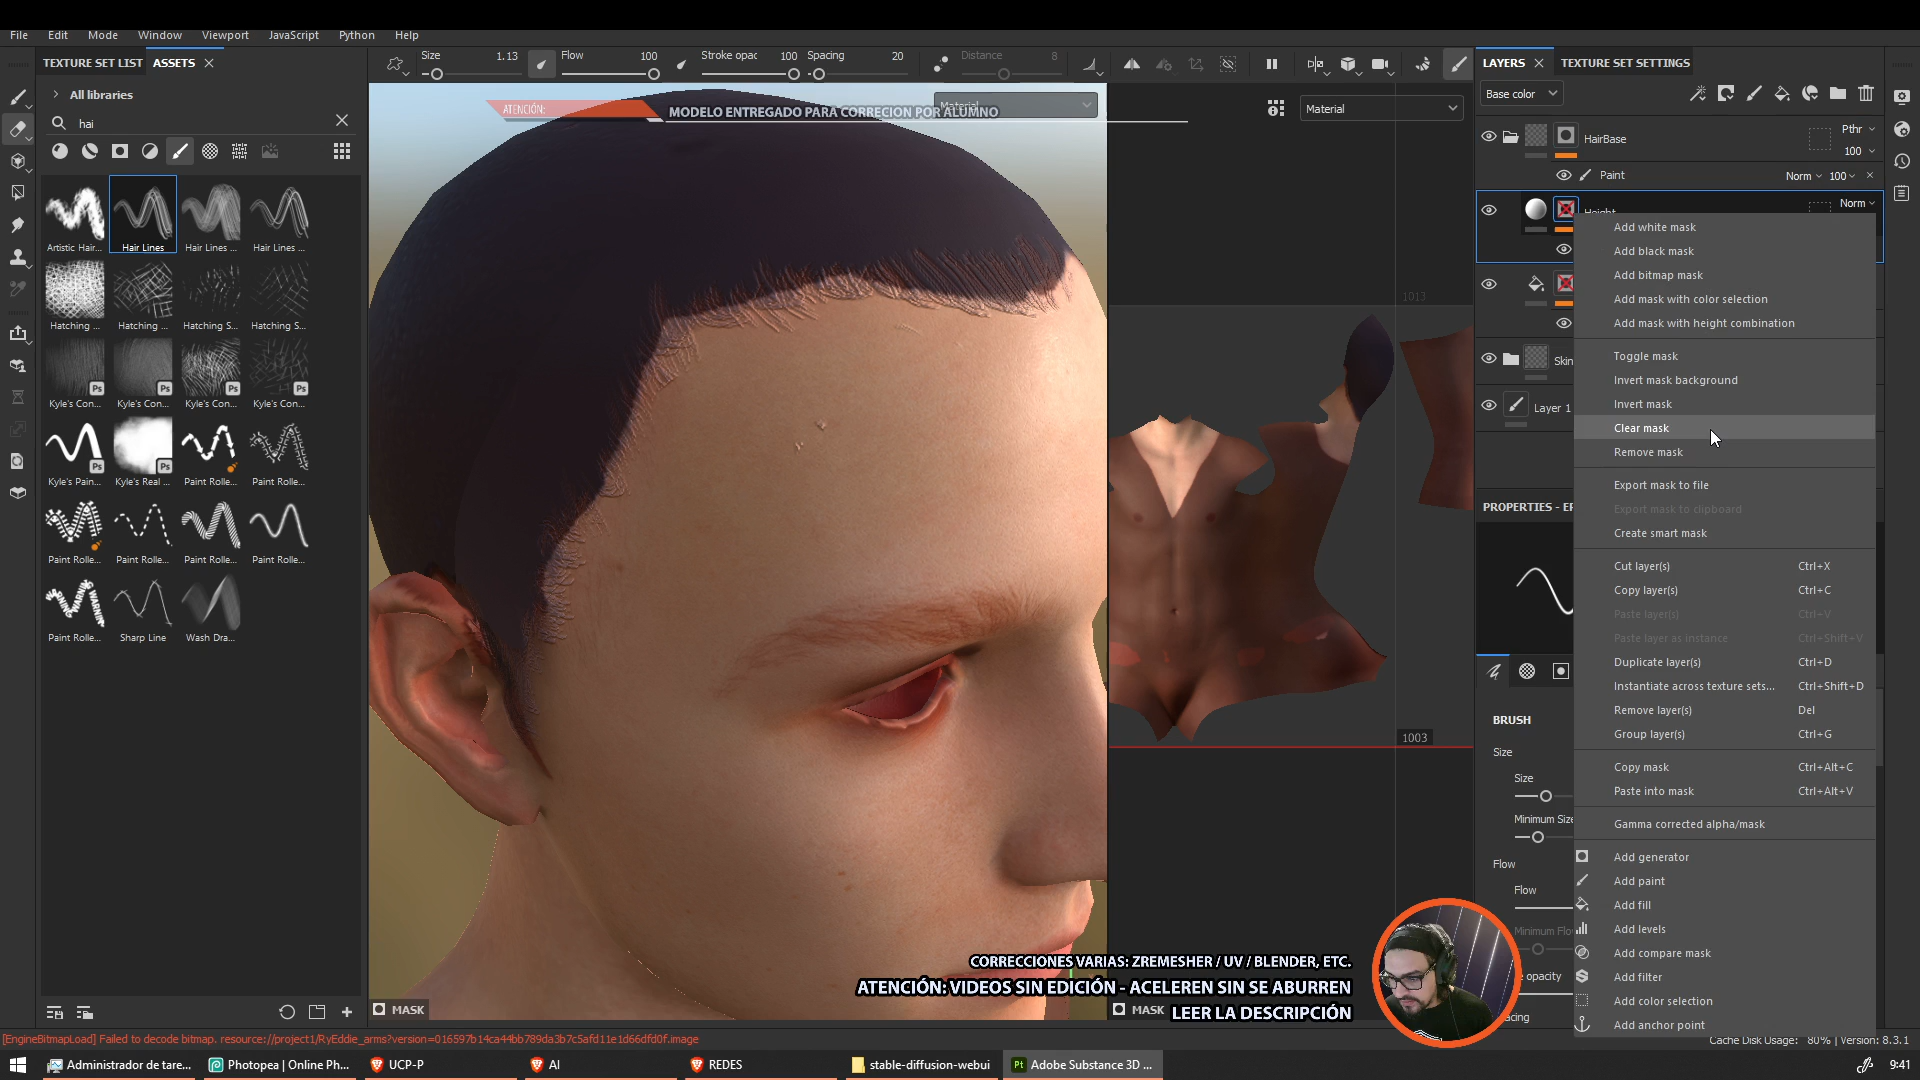 File Edit Mode Window Viewport JavaScript Python Help
TEXTURE SET LIST ASSETS
Size 1.13 Flow 100 Stroke opac 100 Spacing 20 Distance 8
LAYERS TEXTURE SET SETTINGS
All libraries
hai
Base color
ATENCIÓN:
MODELO ENTREGADO PARA CORRECION POR ALUMNO
Material
Material
HairBase Pthr
100
Paint Norm 100
Height Norm
Skin
Layer 1
Artistic Hair...
Hair Lines
Hair Lines ...
Hair Lines ...
Hatching ...
Hatching ...
Hatching S...
Hatching S...
Kyle's Con...
Kyle's Con...
Kyle's Con...
Kyle's Con...
Kyle's Pain...
Kyle's Real ...
Paint Rolle...
Paint Rolle...
Paint Rolle...
Paint Rolle...
Paint Rolle...
Paint Rolle...
Paint Rolle...
Sharp Line
Wash Dra...
1013
1003
Add white mask
Add black mask
Add bitmap mask
Add mask with color selection
Add mask with height combination
Toggle mask
Invert mask background
Invert mask
Clear mask
Remove mask
Export mask to file
Export mask to clipboard
Create smart mask
Cut layer(s) Ctrl+X
Copy layer(s) Ctrl+C
Paste layer(s) Ctrl+V
Paste layer as instance Ctrl+Shift+V
Duplicate layer(s) Ctrl+D
Instantiate across texture sets... Ctrl+Shift+D
Remove layer(s) Del
Group layer(s) Ctrl+G
Copy mask Ctrl+Alt+C
Paste into mask Ctrl+Alt+V
Gamma corrected alpha/mask
Add generator
Add paint
Add fill
Add levels
Add compare mask
Add filter
Add color selection
Add anchor point
PROPERTIES - E
BRUSH
Size
Size
Minimum Size
Flow
Flow
Minimum Flo
e opacity
acing
CORRECCIONES VARIAS: ZREMESHER / UV / BLENDER, ETC.
ATENCIÓN: VIDEOS SIN EDICIÓN - ACELEREN SIN SE ABURREN
LEER LA DESCRIPCIÓN
MASK
MASK
[EngineBitmapLoad] Failed to decode bitmap. resource://project1/RyEddie_arms?version=016597b14ca44bb789da3b7c5afd11e1d66dfd0f.image
Cache Disk Usage: 80% | Version: 8.3.1
Administrador de tare...
Photopea | Online Ph...
UCP-P
AI
REDES
stable-diffusion-webui
Adobe Substance 3D ...
9:41